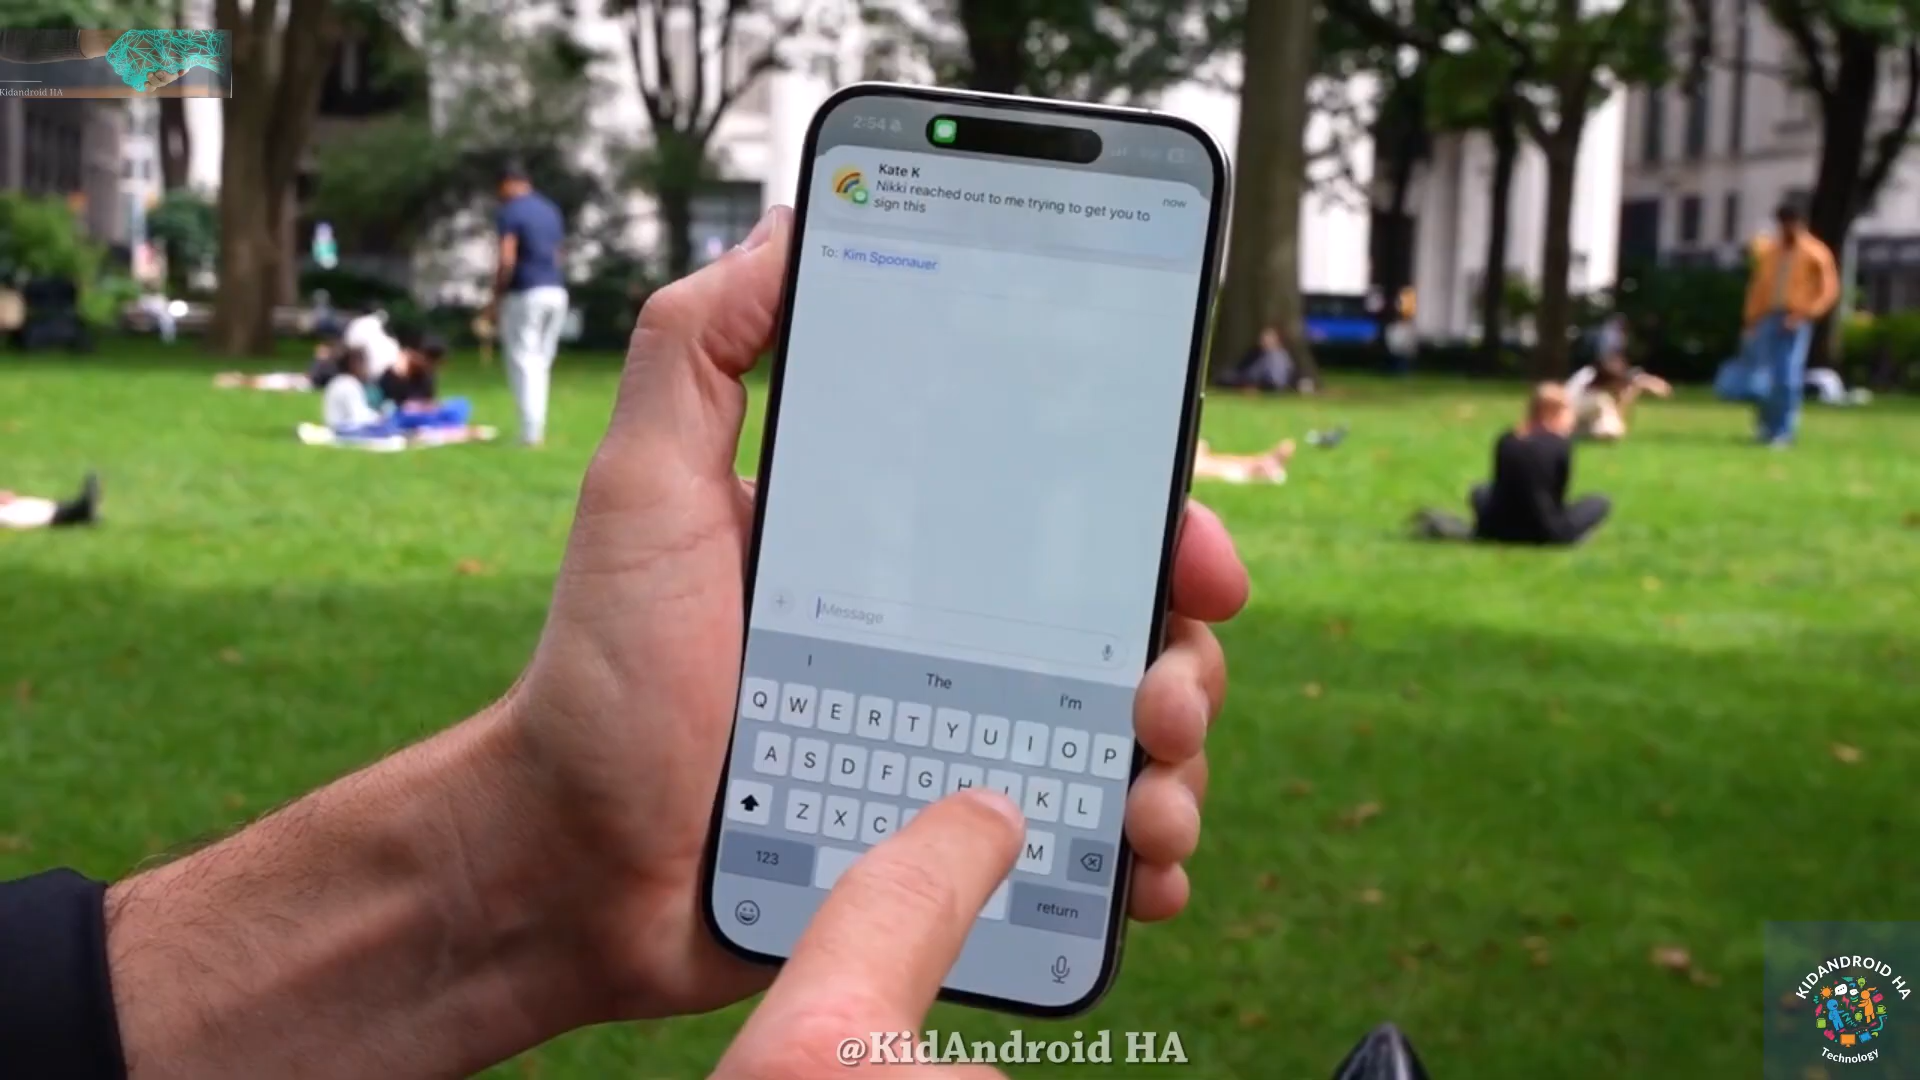 Kidandroid HA
2:54
Kate K
now
Nikki reached out to me trying to get you to
sign this
To: Kim Spoonauer
iMessage
I
The
I'm
Q W E R T Y U I O P
A S D F G H J K L
Z X C M
123
return
@KidAndroid HA
KIDANDROID HA
Technology